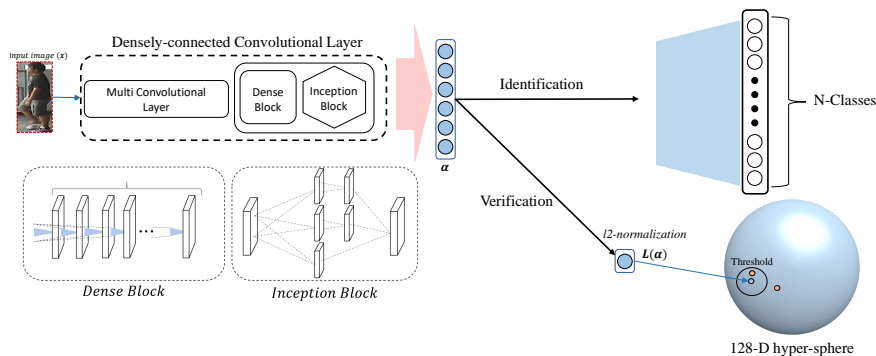 Input image (x)
Densely-connected Convolutional Layer
Multi Convolutional
Layer
Dense
Block
Inception
Block
α
Identification
N-Classes
Verification
l2-normalization
L(α)
Threshold
128-D hyper-sphere
Dense Block
Inception Block